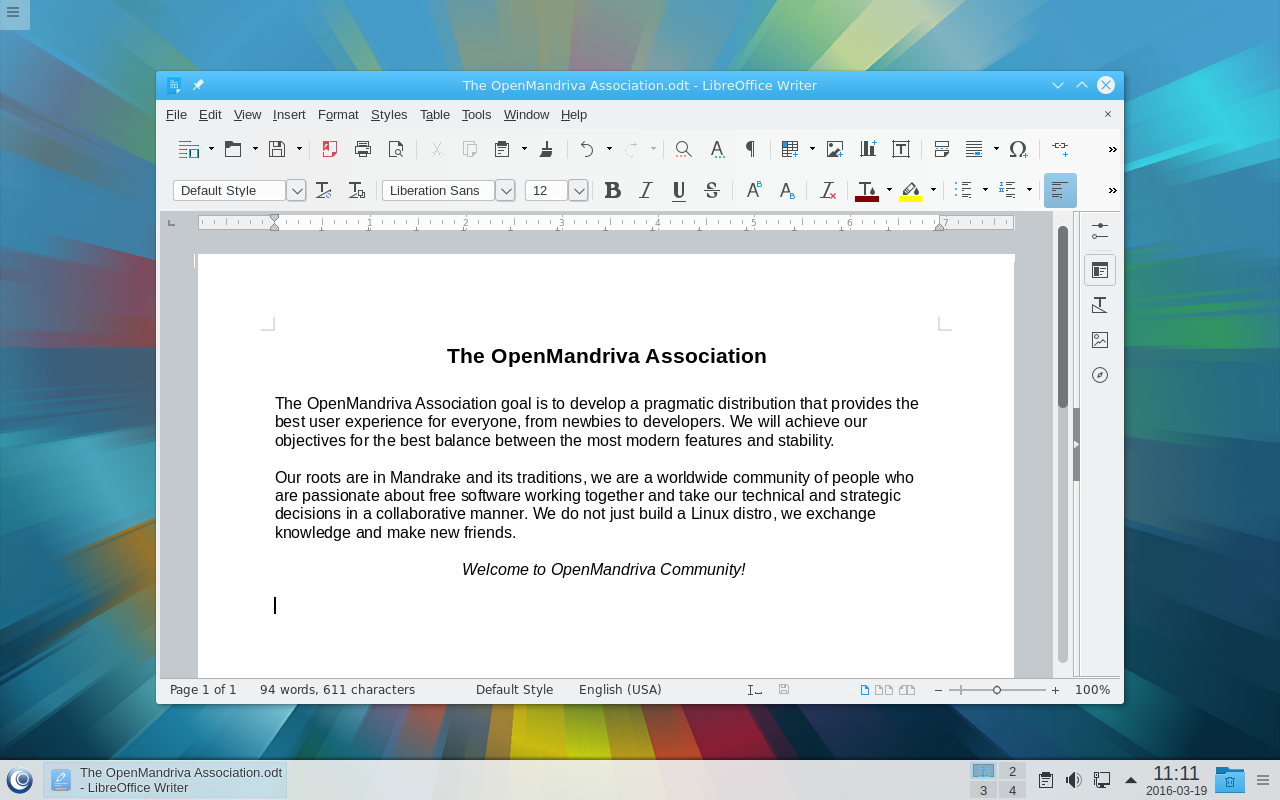 The OpenMandriva Association.odt - LibreOffice Writer
File Edit View Insert Format Styles Table Tools Window Help
Default Style Liberation Sans 12
1 2 3 4 5 6 7
The OpenMandriva Association
The OpenMandriva Association goal is to develop a pragmatic distribution that provides the
best user experience for everyone, from newbies to developers. We will achieve our
objectives for the best balance between the most modern features and stability.
Our roots are in Mandrake and its traditions, we are a worldwide community of people who
are passionate about free software working together and take our technical and strategic
decisions in a collaborative manner. We do not just build a Linux distro, we exchange
knowledge and make new friends.
Welcome to OpenMandriva Community!
Page 1 of 1 94 words, 611 characters Default Style English (USA) 100%
The OpenMandriva Association.odt
- LibreOffice Writer
1 2
3 4
11:11
2016-03-19